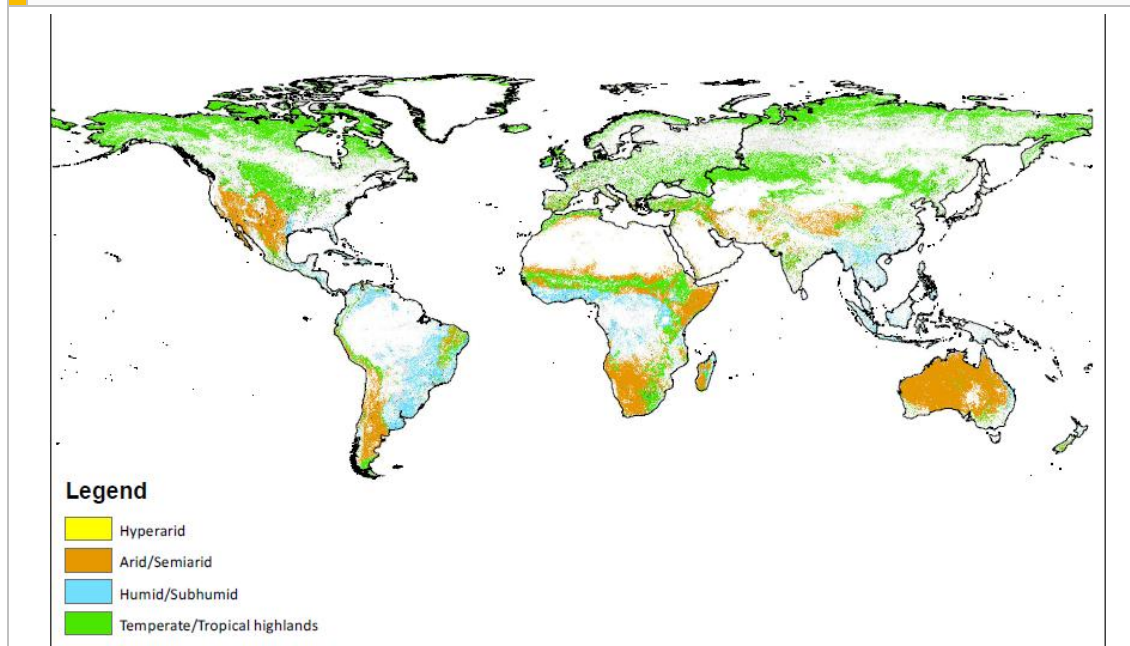 Legend
Hyperarid
Arid/Semiarid
Humid/Subhumid
Temperate/Tropical highlands